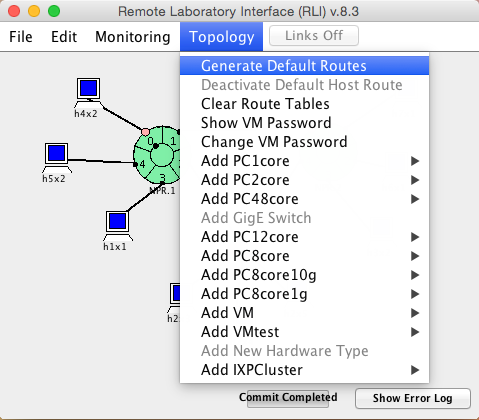 Remote Laboratory Interface (RLI) v.8.3
File Edit Monitoring Topology Links Off
Generate Default Routes
Deactivate Default Host Route
Clear Route Tables
Show VM Password
Change VM Password
Add PC1core
Add PC2core
Add PC48core
Add GigE Switch
Add PC12core
Add PC8core
Add PC8core10g
Add PC8core1g
Add VM
Add VMtest
Add New Hardware Type
Add IXPCluster
h4x2
0 1
h5x2
4
3
NPR.1
h1x1
Commit Completed
Show Error Log